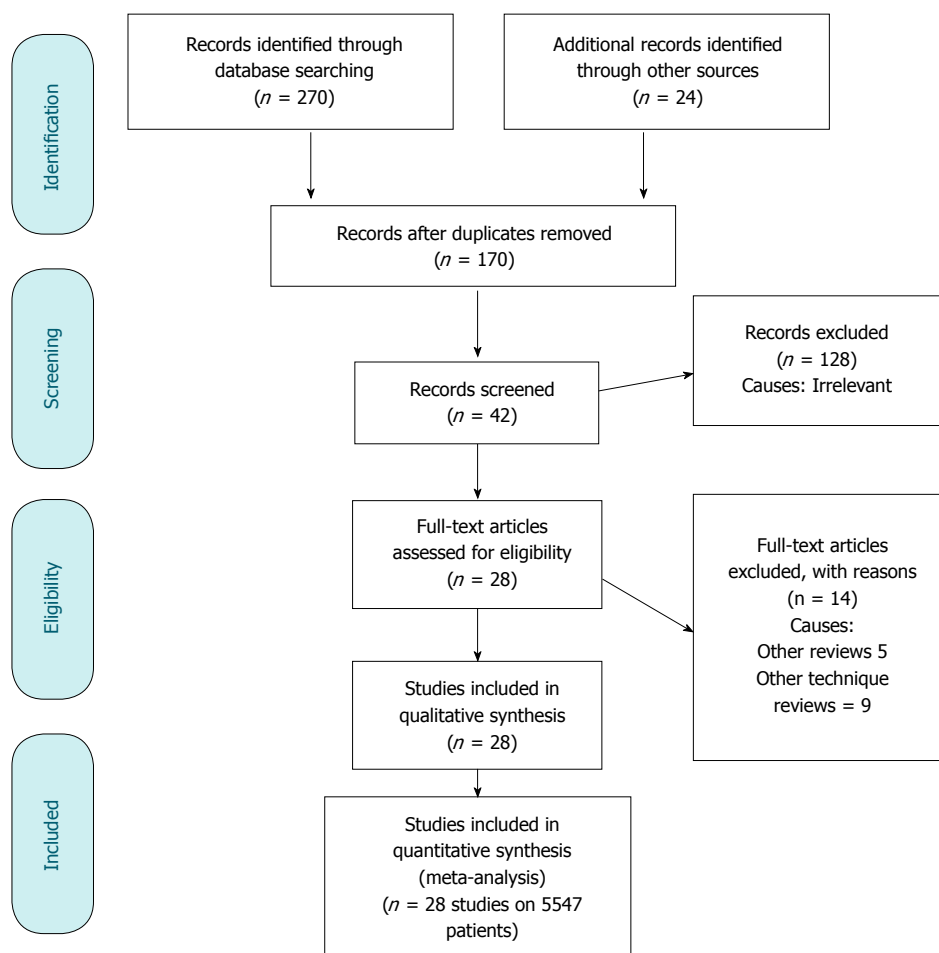 Identification
Records identified through
database searching
(n = 270)
Additional records identified
through other sources
(n = 24)
Records after duplicates removed
(n = 170)
Screening
Records screened
(n = 42)
Records excluded
(n = 128)
Causes: Irrelevant
Eligibility
Full-text articles
assessed for eligibility
(n = 28)
Full-text articles
excluded, with reasons
(n = 14)
Causes:
Other reviews 5
Other technique
reviews = 9
Studies included in
qualitative synthesis
(n = 28)
Included
Studies included in
quantitative synthesis
(meta-analysis)
(n = 28 studies on 5547
patients)